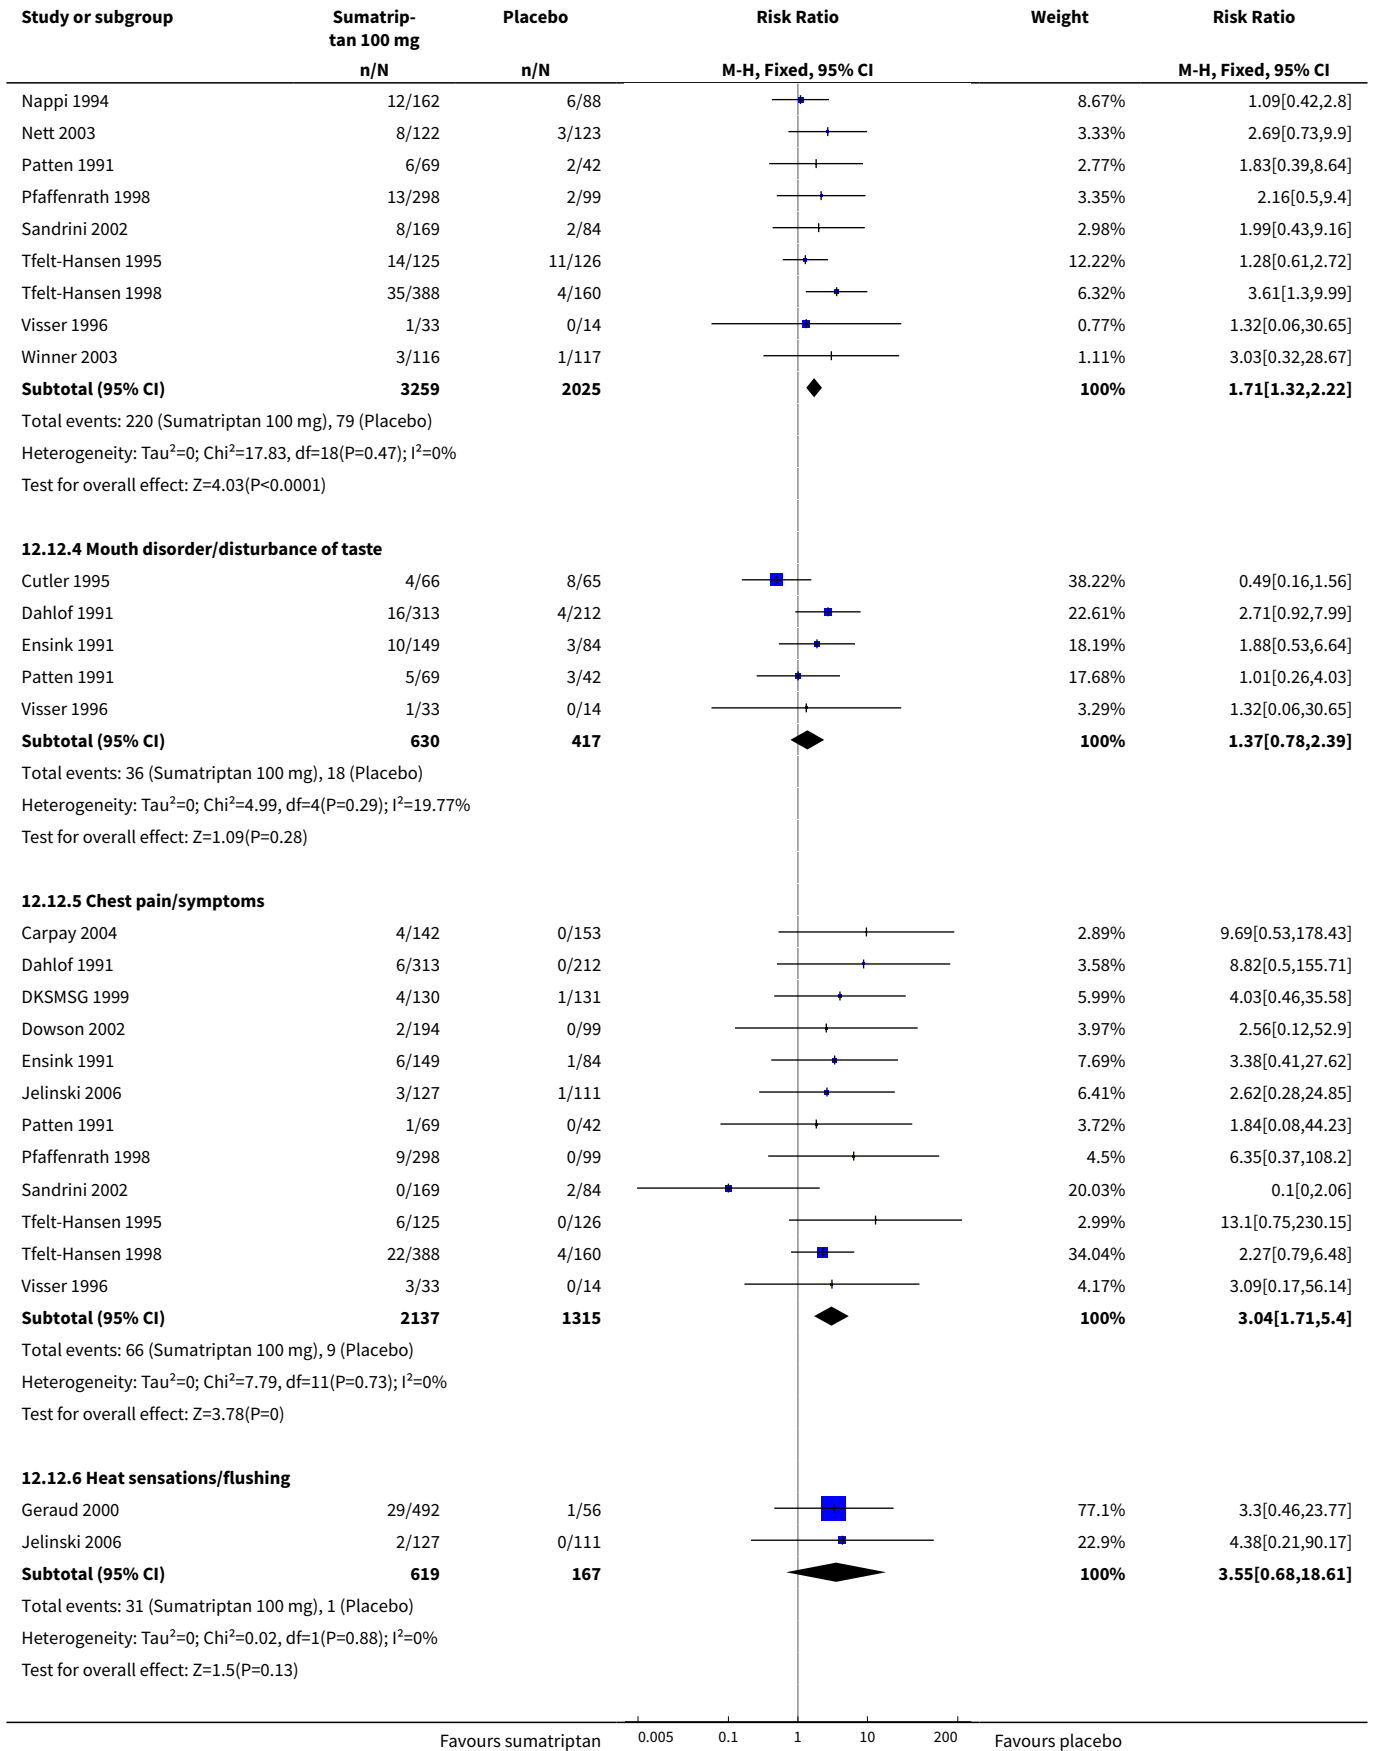 Study or subgroup Sumatrip- Placebo Risk Ratio Weight Risk Ratio
tan 100 mg
n/N n/N M-H, Fixed, 95% CI M-H, Fixed, 95% CI
Nappi 1994 12/162 6/88 8.67% 1.09[0.42,2.8]
Nett 2003 8/122 3/123 3.33% 2.69[0.73,9.9]
Patten 1991 6/69 2/42 2.77% 1.83[0.39,8.64]
Pfaffenrath 1998 13/298 2/99 3.35% 2.16[0.5,9.4]
Sandrini 2002 8/169 2/84 2.98% 1.99[0.43,9.16]
Tfelt-Hansen 1995 14/125 11/126 12.22% 1.28[0.61,2.72]
Tfelt-Hansen 1998 35/388 4/160 6.32% 3.61[1.3,9.99]
Visser 1996 1/33 0/14 0.77% 1.32[0.06,30.65]
Winner 2003 3/116 1/117 1.11% 3.03[0.32,28.67]
Subtotal (95% CI) 3259 2025 100% 1.71[1.32,2.22]
Total events: 220 (Sumatriptan 100 mg), 79 (Placebo)
Heterogeneity: Tau²=0; Chi²=17.83, df=18(P=0.47); I²=0%
Test for overall effect: Z=4.03(P<0.0001)
12.12.4 Mouth disorder/disturbance of taste
Cutler 1995 4/66 8/65 38.22% 0.49[0.16,1.56]
Dahlof 1991 16/313 4/212 22.61% 2.71[0.92,7.99]
Ensink 1991 10/149 3/84 18.19% 1.88[0.53,6.64]
Patten 1991 5/69 3/42 17.68% 1.01[0.26,4.03]
Visser 1996 1/33 0/14 3.29% 1.32[0.06,30.65]
Subtotal (95% CI) 630 417 100% 1.37[0.78,2.39]
Total events: 36 (Sumatriptan 100 mg), 18 (Placebo)
Heterogeneity: Tau²=0; Chi²=4.99, df=4(P=0.29); I²=19.77%
Test for overall effect: Z=1.09(P=0.28)
12.12.5 Chest pain/symptoms
Carpay 2004 4/142 0/153 2.89% 9.69[0.53,178.43]
Dahlof 1991 6/313 0/212 3.58% 8.82[0.5,155.71]
DKSMSG 1999 4/130 1/131 5.99% 4.03[0.46,35.58]
Dowson 2002 2/194 0/99 3.97% 2.56[0.12,52.9]
Ensink 1991 6/149 1/84 7.69% 3.38[0.41,27.62]
Jelinski 2006 3/127 1/111 6.41% 2.62[0.28,24.85]
Patten 1991 1/69 0/42 3.72% 1.84[0.08,44.23]
Pfaffenrath 1998 9/298 0/99 4.5% 6.35[0.37,108.2]
Sandrini 2002 0/169 2/84 20.03% 0.1[0,2.06]
Tfelt-Hansen 1995 6/125 0/126 2.99% 13.1[0.75,230.15]
Tfelt-Hansen 1998 22/388 4/160 34.04% 2.27[0.79,6.48]
Visser 1996 3/33 0/14 4.17% 3.09[0.17,56.14]
Subtotal (95% CI) 2137 1315 100% 3.04[1.71,5.4]
Total events: 66 (Sumatriptan 100 mg), 9 (Placebo)
Heterogeneity: Tau²=0; Chi²=7.79, df=11(P=0.73); I²=0%
Test for overall effect: Z=3.78(P=0)
12.12.6 Heat sensations/flushing
Geraud 2000 29/492 1/56 77.1% 3.3[0.46,23.77]
Jelinski 2006 2/127 0/111 22.9% 4.38[0.21,90.17]
Subtotal (95% CI) 619 167 100% 3.55[0.68,18.61]
Total events: 31 (Sumatriptan 100 mg), 1 (Placebo)
Heterogeneity: Tau²=0; Chi²=0.02, df=1(P=0.88); I²=0%
Test for overall effect: Z=1.5(P=0.13)
Favours sumatriptan 0.005 0.1 1 10 200 Favours placebo